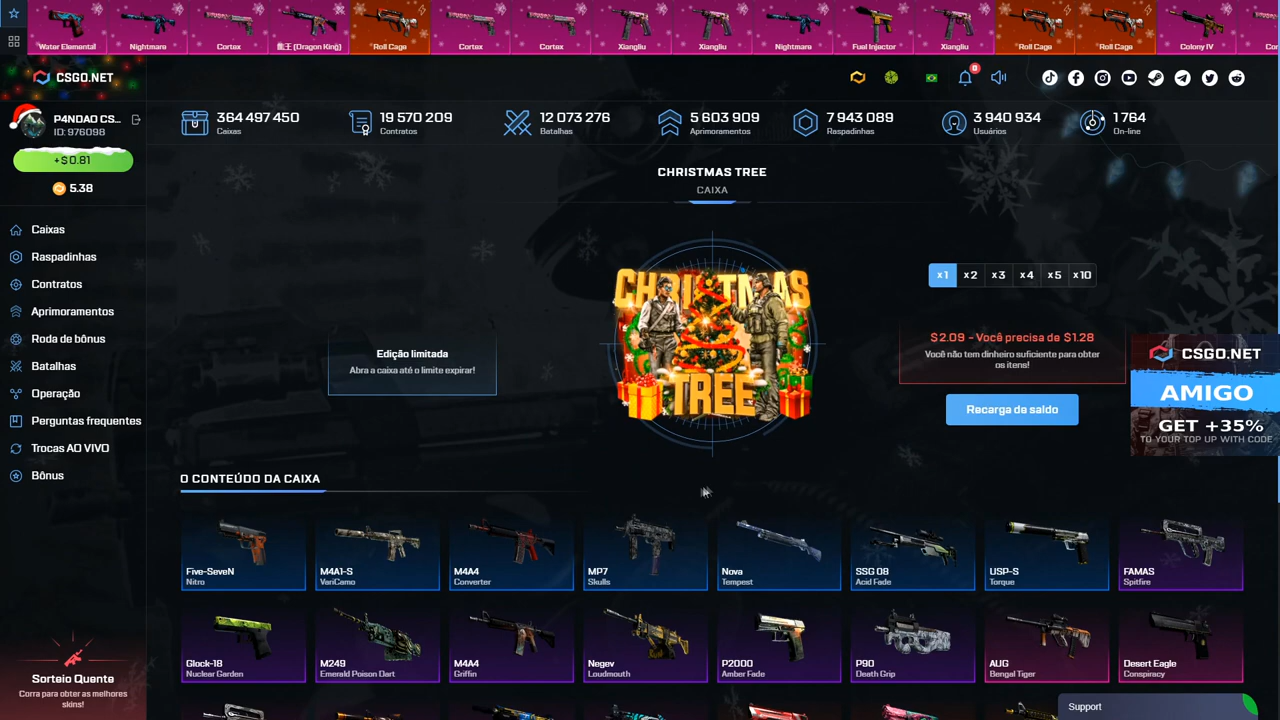 Water Elemental
Nightmare
Cortex
龍王 (Dragon King)
Roll Cage
Cortex
Cortex
Xiangliu
Xiangliu
Nightmare
Fuel Injector
Xiangliu
Roll Cage
Roll Cage
Colony IV
CSGO.NET
0
P4NDAO CS...
ID: 976098
+$0.81
5.38
364 497 450
Caixas
19 570 209
Contratos
12 073 276
Batalhas
5 603 909
Aprimoramentos
7 943 089
Raspadinhas
3 940 934
Usuários
1 764
On-line
Caixas
Raspadinhas
Contratos
Aprimoramentos
Roda de bônus
Batalhas
Operação
Perguntas frequentes
Trocas AO VIVO
Bônus
Sorteio Quente
Corra para obter as melhores
skins!
CHRISTMAS TREE
CAIXA
Edição limitada
Abra a caixa até o limite expirar!
CHRISTMAS
TREE
x1
x2
x3
x4
x5
x10
$2.09 - Você precisa de $1.28
Você não tem dinheiro suficiente para obter
os itens!
Recarga de saldo
CSGO.NET
AMIGO
GET +35%
TO YOUR TOP UP WITH CODE
O CONTEÚDO DA CAIXA
Five-SeveN
Nitro
M4A1-S
VariCamo
M4A4
Converter
MP7
Skulls
Nova
Tempest
SSG 08
Acid Fade
USP-S
Torque
FAMAS
Spitfire
Glock-18
Nuclear Garden
M249
Emerald Poison Dart
M4A4
Griffin
Negev
Loudmouth
P2000
Amber Fade
P90
Death Grip
AUG
Bengal Tiger
Desert Eagle
Conspiracy
Support